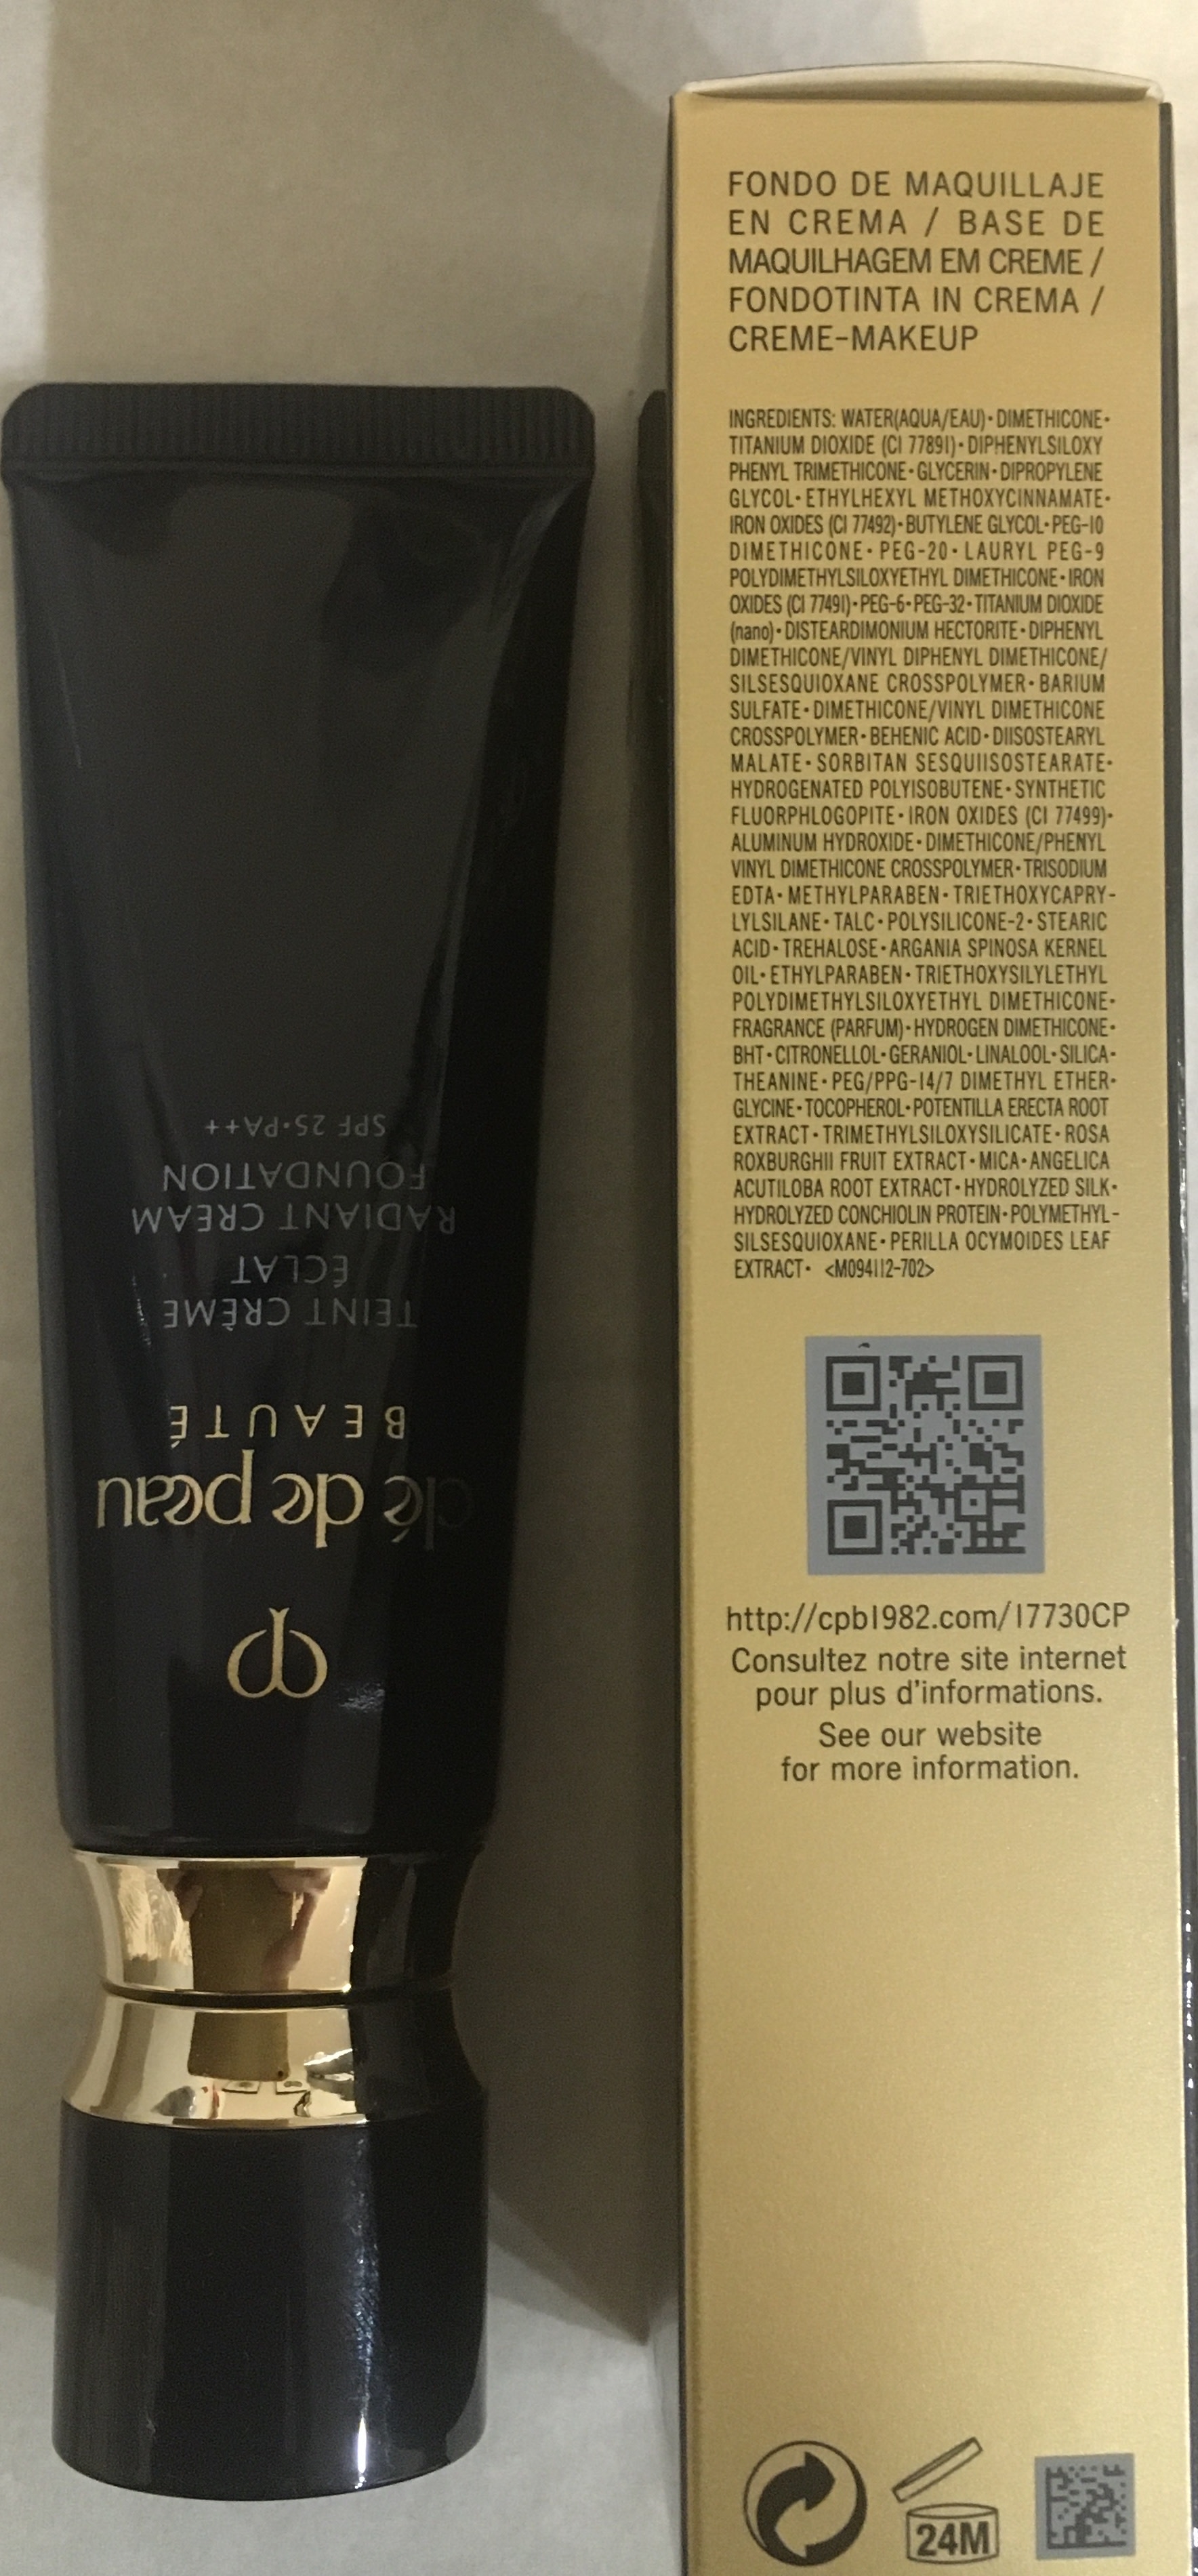 cp
clé de peau
BEAUTÉ
TEINT CRÈME
ÉCLAT
RADIANT CREAM
FOUNDATION
SPF 25·PA++
FONDO DE MAQUILLAJE
EN CREMA / BASE DE
MAQUILHAGEM EM CREME /
FONDOTINTA IN CREMA /
CREME-MAKEUP
INGREDIENTS: WATER(AQUA/EAU)·DIMETHICONE·
TITANIUM DIOXIDE (CI 77891)·DIPHENYLSILOXY
PHENYL TRIMETHICONE·GLYCERIN·DIPROPYLENE
GLYCOL·ETHYLHEXYL METHOXYCINNAMATE·
IRON OXIDES (CI 77492)·BUTYLENE GLYCOL·PEG-10
DIMETHICONE·PEG-20·LAURYL PEG-9
POLYDIMETHYLSILOXYETHYL DIMETHICONE·IRON
OXIDES (CI 77491)·PEG-6·PEG-32·TITANIUM DIOXIDE
(nano)·DISTEARDIMONIUM HECTORITE·DIPHENYL
DIMETHICONE/VINYL DIPHENYL DIMETHICONE/
SILSESQUIOXANE CROSSPOLYMER·BARIUM
SULFATE·DIMETHICONE/VINYL DIMETHICONE
CROSSPOLYMER·BEHENIC ACID·DIISOSTEARYL
MALATE·SORBITAN SESQUIISOSTEARATE·
HYDROGENATED POLYISOBUTENE·SYNTHETIC
FLUORPHLOGOPITE·IRON OXIDES (CI 77499)·
ALUMINUM HYDROXIDE·DIMETHICONE/PHENYL
VINYL DIMETHICONE CROSSPOLYMER·TRISODIUM
EDTA·METHYLPARABEN·TRIETHOXYCAPRY-
LYLSILANE·TALC·POLYSILICONE-2·STEARIC
ACID·TREHALOSE·ARGANIA SPINOSA KERNEL
OIL·ETHYLPARABEN·TRIETHOXYSILYLETHYL
POLYDIMETHYLSILOXYETHYL DIMETHICONE·
FRAGRANCE (PARFUM)·HYDROGEN DIMETHICONE·
BHT·CITRONELLOL·GERANIOL·LINALOOL·SILICA·
THEANINE·PEG/PPG-14/7 DIMETHYL ETHER·
GLYCINE·TOCOPHEROL·POTENTILLA ERECTA ROOT
EXTRACT·TRIMETHYLSILOXYSILICATE·ROSA
ROXBURGHII FRUIT EXTRACT·MICA·ANGELICA
ACUTILOBA ROOT EXTRACT·HYDROLYZED SILK·
HYDROLYZED CONCHIOLIN PROTEIN·POLYMETHYL-
SILSESQUIOXANE·PERILLA OCYMOIDES LEAF
EXTRACT· <M094112-702>
http://cpb1982.com/17730CP
Consultez notre site internet
pour plus d'informations.
See our website
for more information.
24M